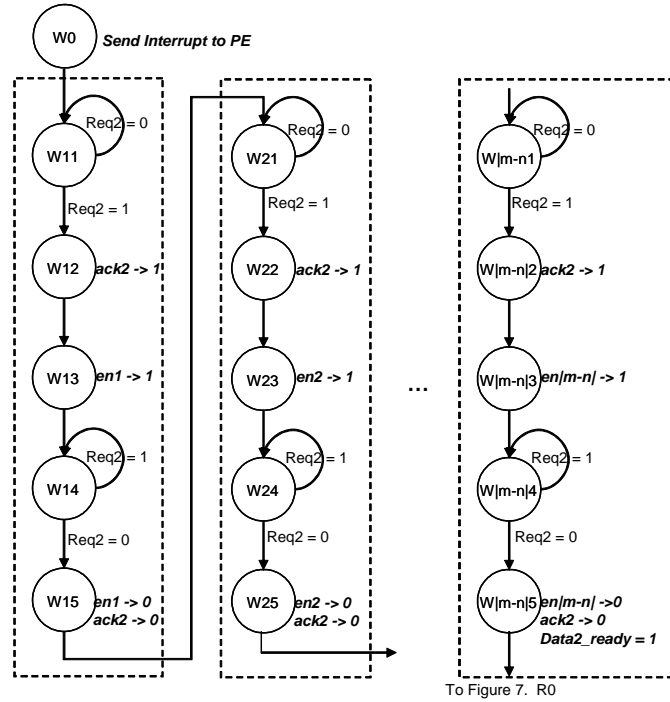 W0
Send Interrupt to PE
Req2 = 0
W11
Req2 = 1
W12
ack2 -> 1
W13
en1 -> 1
Req2 = 1
W14
Req2 = 0
W15
en1 -> 0
ack2 -> 0
Req2 = 0
W21
Req2 = 1
W22
ack2 -> 1
W23
en2 -> 1
Req2 = 1
W24
Req2 = 0
W25
en2 -> 0
ack2 -> 0
...
Req2 = 0
W|m-n1
Req2 = 1
W|m-n|2
ack2 -> 1
W|m-n|3
en|m-n| -> 1
Req2 = 1
W|m-n|4
Req2 = 0
W|m-n|5
en|m-n| ->0
ack2 -> 0
Data2_ready = 1
To Figure 7. R0